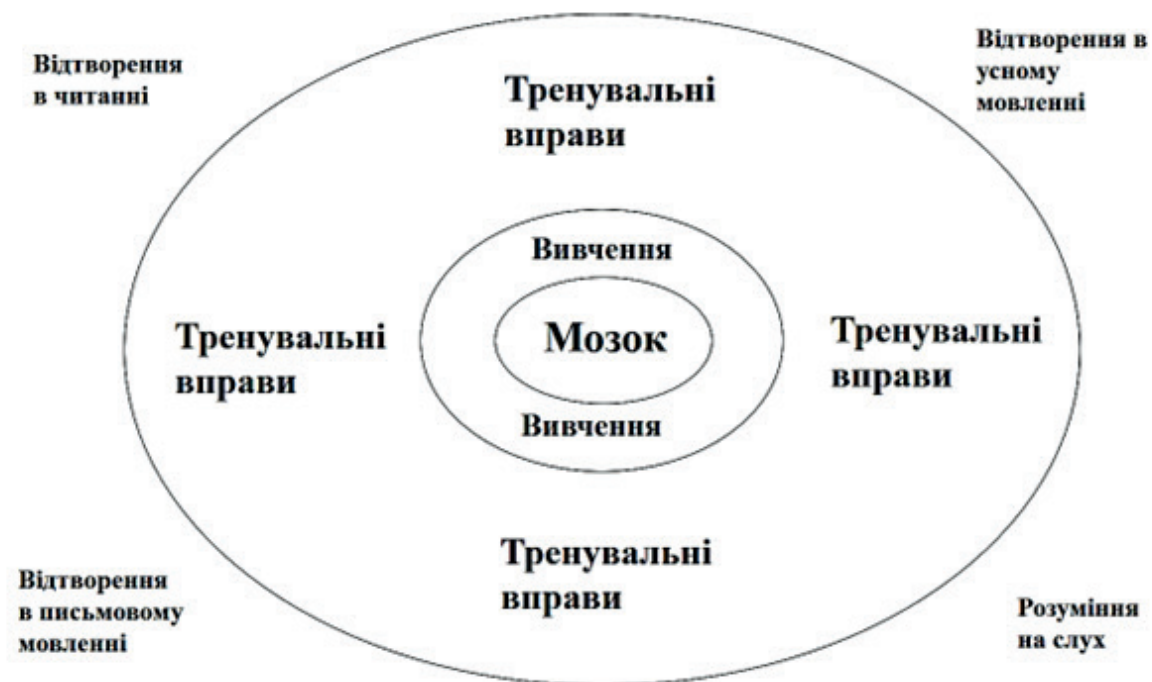 Відтворення
в читанні
Відтворення в
усному
мовленні
Тренувальні
вправи
Вивчення
Мозок
Вивчення
Тренувальні
вправи
Тренувальні
вправи
Тренувальні
вправи
Відтворення
в письмовому
мовленні
Розуміння
на слух